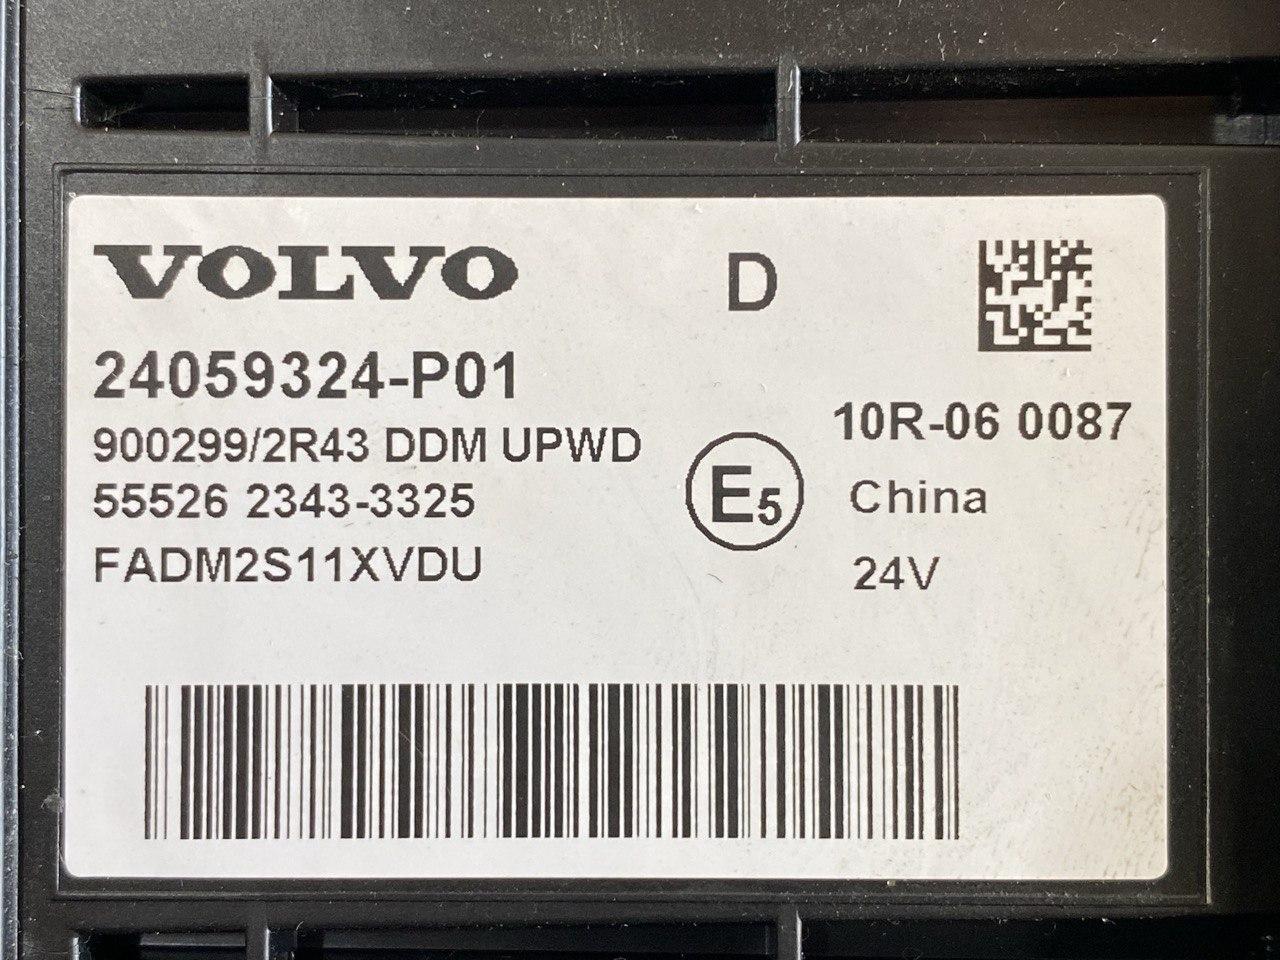 VOLVO
D
24059324-P01
900299/2R43 DDM UPWD
55526 2343-3325
FADM2S11XVDU
E5
10R-06 0087
China
24V